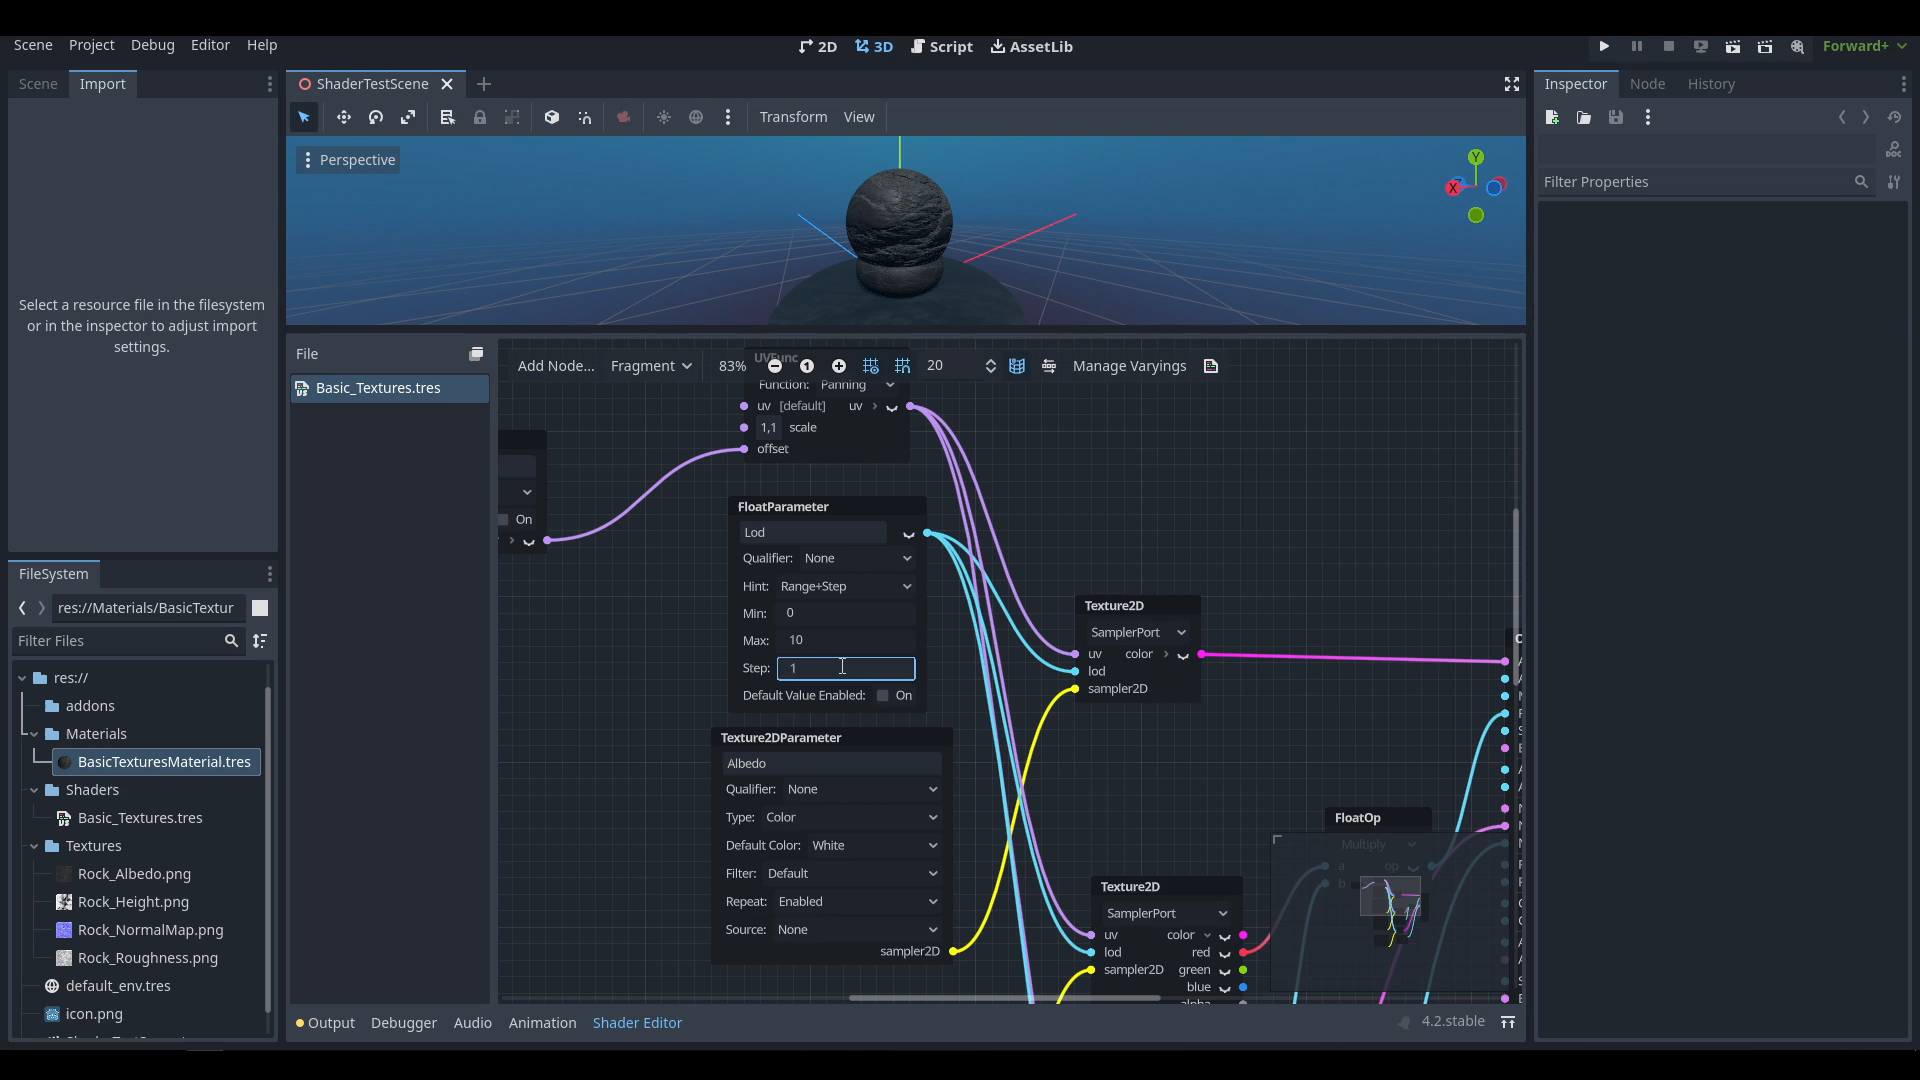 Scene Project Debug Editor Help
2D 3D Script AssetLib
Forward+
Scene Import
ShaderTestScene
Inspector Node History
Transform View
Perspective
Y
X
DOC
Filter Properties
Select a resource file in the filesystem
or in the inspector to adjust import
settings.
File
Basic_Textures.tres
Add Node... Fragment 83% 1 20 Manage Varyings
UVFunc
Function: Panning
uv [default] uv
1,1 scale
offset
On
FloatParameter
Lod
Qualifier: None
Hint: Range+Step
Min: 0
Max: 10
Step: 1
Default Value Enabled: On
Texture2DParameter
Albedo
Qualifier: None
Type: Color
Default Color: White
Filter: Default
Repeat: Enabled
Source: None
sampler2D
Texture2D
SamplerPort
uv color
lod
sampler2D
FloatOp
Multiply
a op
b
Texture2D
SamplerPort
uv color
lod red
sampler2D green
blue
alpha
FileSystem
res://Materials/BasicTextur
Filter Files
res://
addons
Materials
BasicTexturesMaterial.tres
Shaders
Basic_Textures.tres
Textures
Rock_Albedo.png
Rock_Height.png
Rock_NormalMap.png
Rock_Roughness.png
default_env.tres
icon.png
Output Debugger Audio Animation Shader Editor
4.2.stable